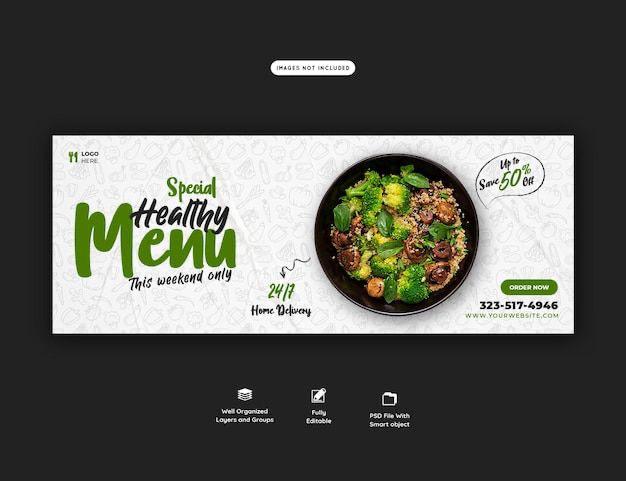 IMAGES NOT INCLUDED
LOGO
HERE
Special
Healthy
Menu
This weekend only
24/7
Home Delivery
Up to
Save 50% Off
ORDER NOW
323-517-4946
WWW.YOURWEBSITE.COM
Well Organized
Layers and Groups
Fully
Editable
PSD File With
Smart object